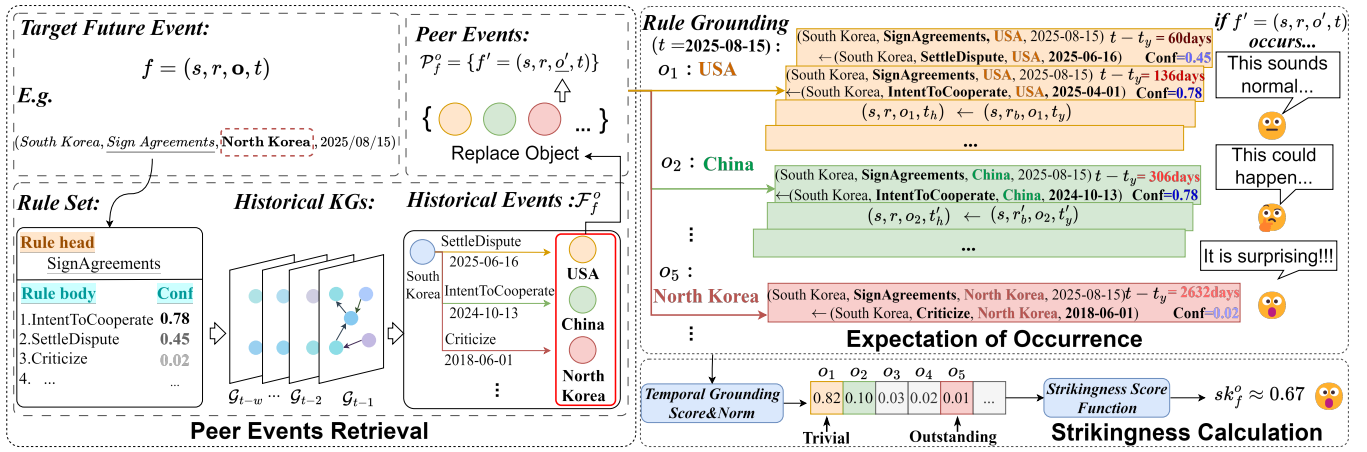 Target Future Event:
f = (s, r, o, t)
E.g.
(South Korea, Sign Agreements, North Korea, 2025/08/15)
Peer Events:
𝒫_f^o = {f' = (s, r, o', t)}
{ ... }
Replace Object
Rule Set:
Rule head
SignAgreements
Rule body Conf
1.IntentToCooperate 0.78
2.SettleDispute 0.45
3.Criticize 0.02
4. ... ...
Historical KGs:
𝒢_{t-w} ... 𝒢_{t-2} 𝒢_{t-1}
Historical Events :ℱ_f^o
South
Korea
SettleDispute
2025-06-16
USA
IntentToCooperate
2024-10-13
China
Criticize
2018-06-01
North
Korea
⋮
Peer Events Retrieval
Rule Grounding
(t =2025-08-15) :
o₁ : USA
(South Korea, SignAgreements, USA, 2025-08-15) t − t_y = 60days
←(South Korea, SettleDispute, USA, 2025-06-16) Conf=0.45
(South Korea, SignAgreements, USA, 2025-08-15) t − t_y=136days
←(South Korea, IntentToCooperate, USA, 2025-04-01) Conf=0.78
(s, r, o₁, t_h) ← (s, r_b, o₁, t_y)
...
o₂ : China
(South Korea, SignAgreements, China, 2025-08-15) t − t_y= 306days
←(South Korea, IntentToCooperate, China, 2024-10-13) Conf=0.78
(s, r, o₂, t'_h) ← (s, r'_b, o₂, t'_y)
...
⋮
o₅ :
North Korea
(South Korea, SignAgreements, North Korea, 2025-08-15) t − t_y= 2632days
←(South Korea, Criticize, North Korea, 2018-06-01) Conf=0.02
⋮
if f' = (s, r, o', t)
occurs...
This sounds
normal...
This could
happen...
It is surprising!!!
Expectation of Occurrence
Temporal Grounding
Score&Norm
o₁ o₂ o₃ o₄ o₅
0.82 0.10 0.03 0.02 0.01 ...
Trivial Outstanding
Strikingness Score
Function
sk_f^o ≈ 0.67
Strikingness Calculation